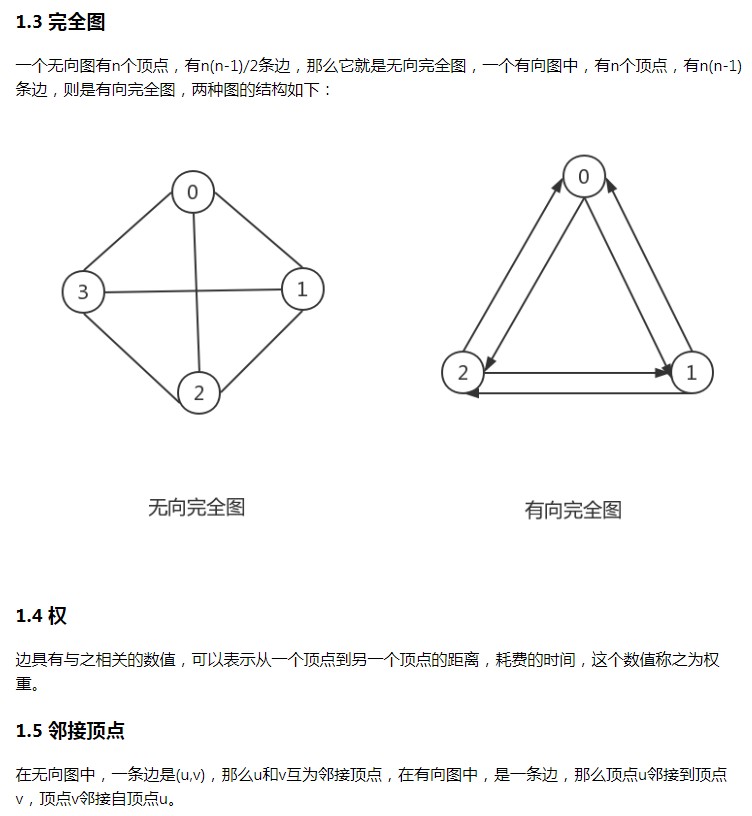 1.3 完全图
一个无向图有n个顶点，有n(n-1)/2条边，那么它就是无向完全图，一个有向图中，有n个顶点，有n(n-1)
条边，则是有向完全图，两种图的结构如下：
0
3
1
2
0
2
1
无向完全图
有向完全图
1.4 权
边具有与之相关的数值，可以表示从一个顶点到另一个顶点的距离，耗费的时间，这个数值称之为权
重。
1.5 邻接顶点
在无向图中，一条边是(u,v)，那么u和v互为邻接顶点，在有向图中，是一条边，那么顶点u邻接到顶点
v，顶点v邻接自顶点u。